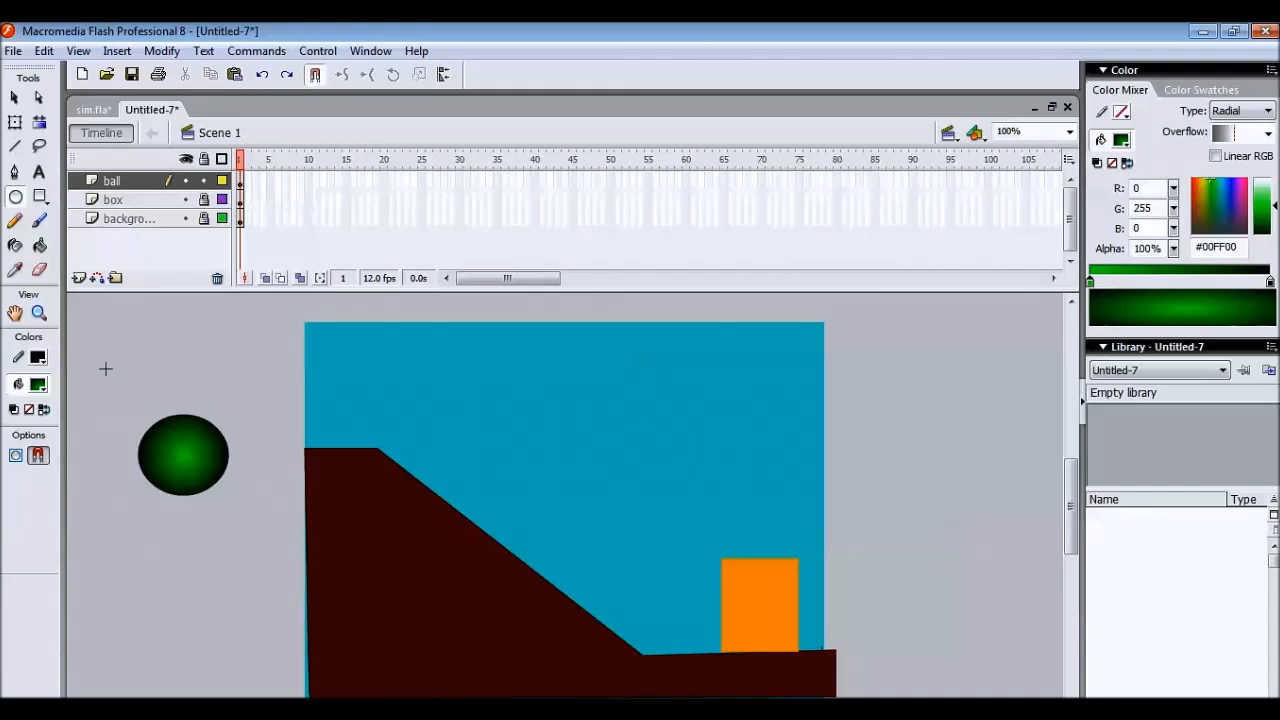 Macromedia Flash Professional 8 - [Untitled-7*]
File Edit View Insert Modify Text Commands Control Window Help
Tools
View
Colors
Options
sim.fla* Untitled-7*
Timeline Scene 1 100%
1 5 10 15 20 25 30 35 40 45 50 55 60 65 70 75 80 85 90 95 100 105
ball
box
backgro...
1 12.0 fps 0.0s
Color
Color Mixer Color Swatches
Type: Radial
Overflow:
Linear RGB
R: 0
G: 255
B: 0
Alpha: 100% #00FF00
Library - Untitled-7
Untitled-7
Empty library
Name Type